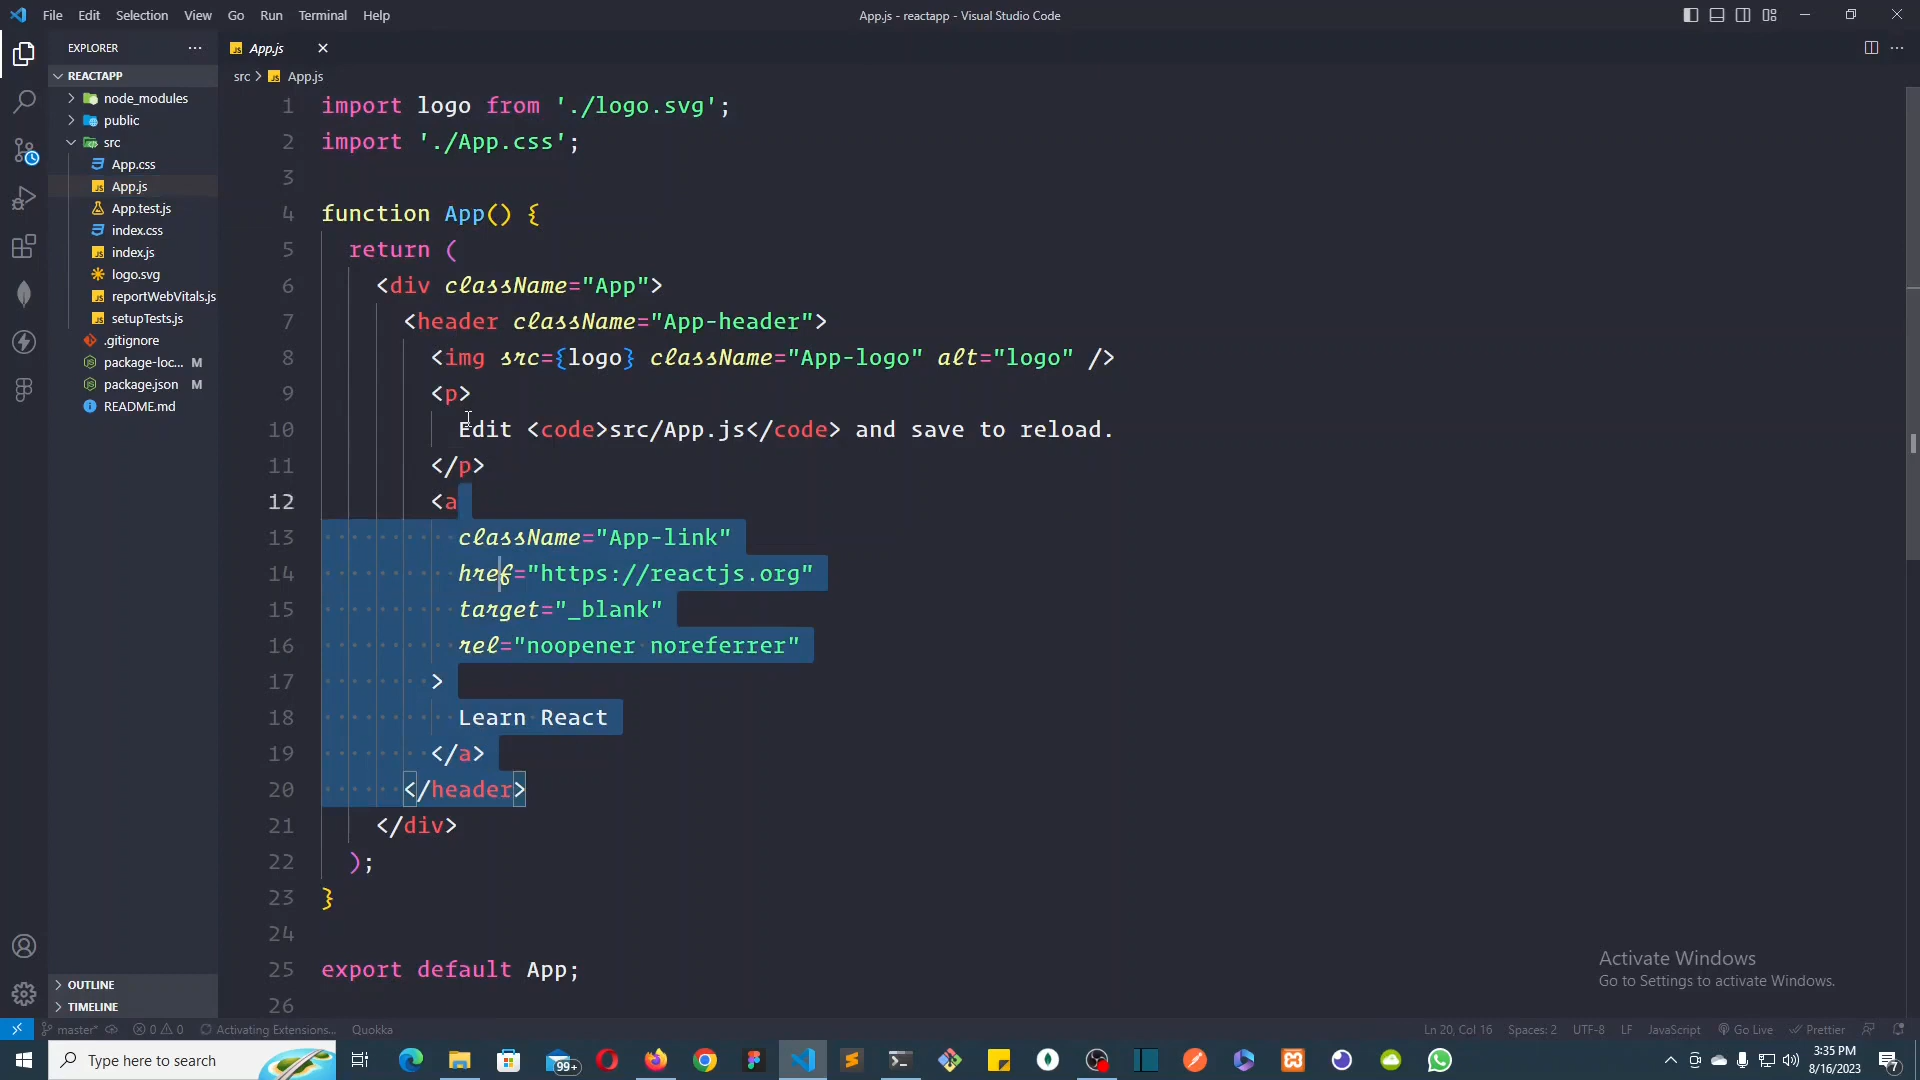 File Edit Selection View Go Run Terminal Help
App.js - reactapp - Visual Studio Code
EXPLORER
REACTAPP
node_modules
public
src
App.css
App.js
App.test.js
index.css
index.js
logo.svg
reportWebVitals.js
setupTests.js
.gitignore
package-loc... M
package.json M
README.md
OUTLINE
TIMELINE
App.js
src > App.js
1 import logo from './logo.svg';
2 import './App.css';
3
4 function App() {
5 return (
6 <div className="App">
7 <header className="App-header">
8 <img src={logo} className="App-logo" alt="logo" />
9 <p>
10 Edit <code>src/App.js</code> and save to reload.
11 </p>
12 <a
13 className="App-link"
14 href="https://reactjs.org"
15 target="_blank"
16 rel="noopener noreferrer"
17 >
18 Learn React
19 </a>
20 </header>
21 </div>
22 );
23 }
24
25 export default App;
26
Activate Windows
Go to Settings to activate Windows.
master* 0 0 Activating Extensions... Quokka
Ln 20, Col 16 Spaces: 2 UTF-8 LF JavaScript Go Live Prettier
Type here to search
99+
3:35 PM
8/16/2023
7